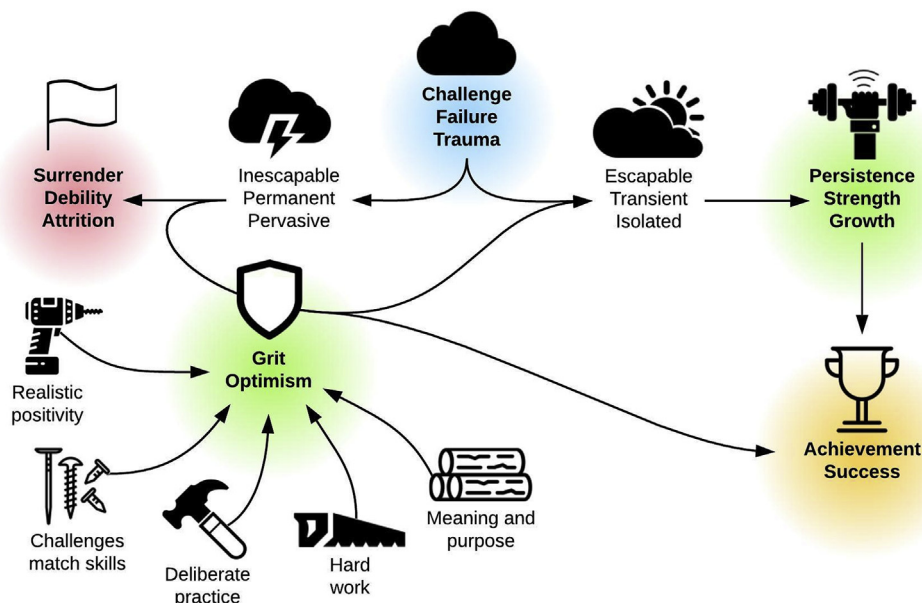 Challenge
Failure
Trauma
Surrender
Debility
Attrition
Inescapable
Permanent
Pervasive
Escapable
Transient
Isolated
Persistence
Strength
Growth
Grit
Optimism
Realistic
positivity
Challenges
match skills
Deliberate
practice
Hard
work
Meaning and
purpose
Achievement
Success